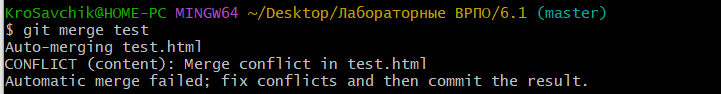 KroSavchik@HOME-PC MINGW64 ~/Desktop/Лабораторные ВРПО/6.1 (master)
$ git merge test
Auto-merging test.html
CONFLICT (content): Merge conflict in test.html
Automatic merge failed; fix conflicts and then commit the result.